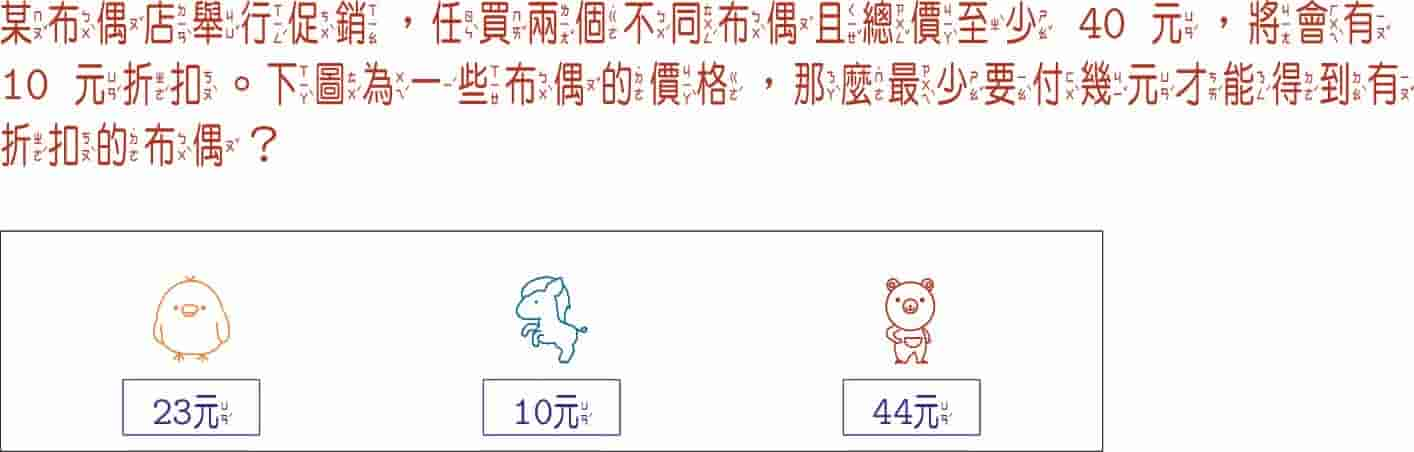 某布偶店舉行促銷，任買兩個不同布偶且總價至少 40 元，將會有
10 元折扣。下圖為一些布偶的價格，那麼最少要付幾元才能得到有
折扣的布偶？
23元 10元 44元